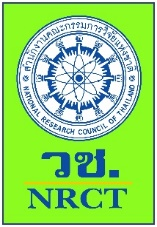 สำนักงานคณะกรรมการวิจัยแห่งชาติ
NATIONAL RESEARCH COUNCIL OF THAILAND
วช.
NRCT